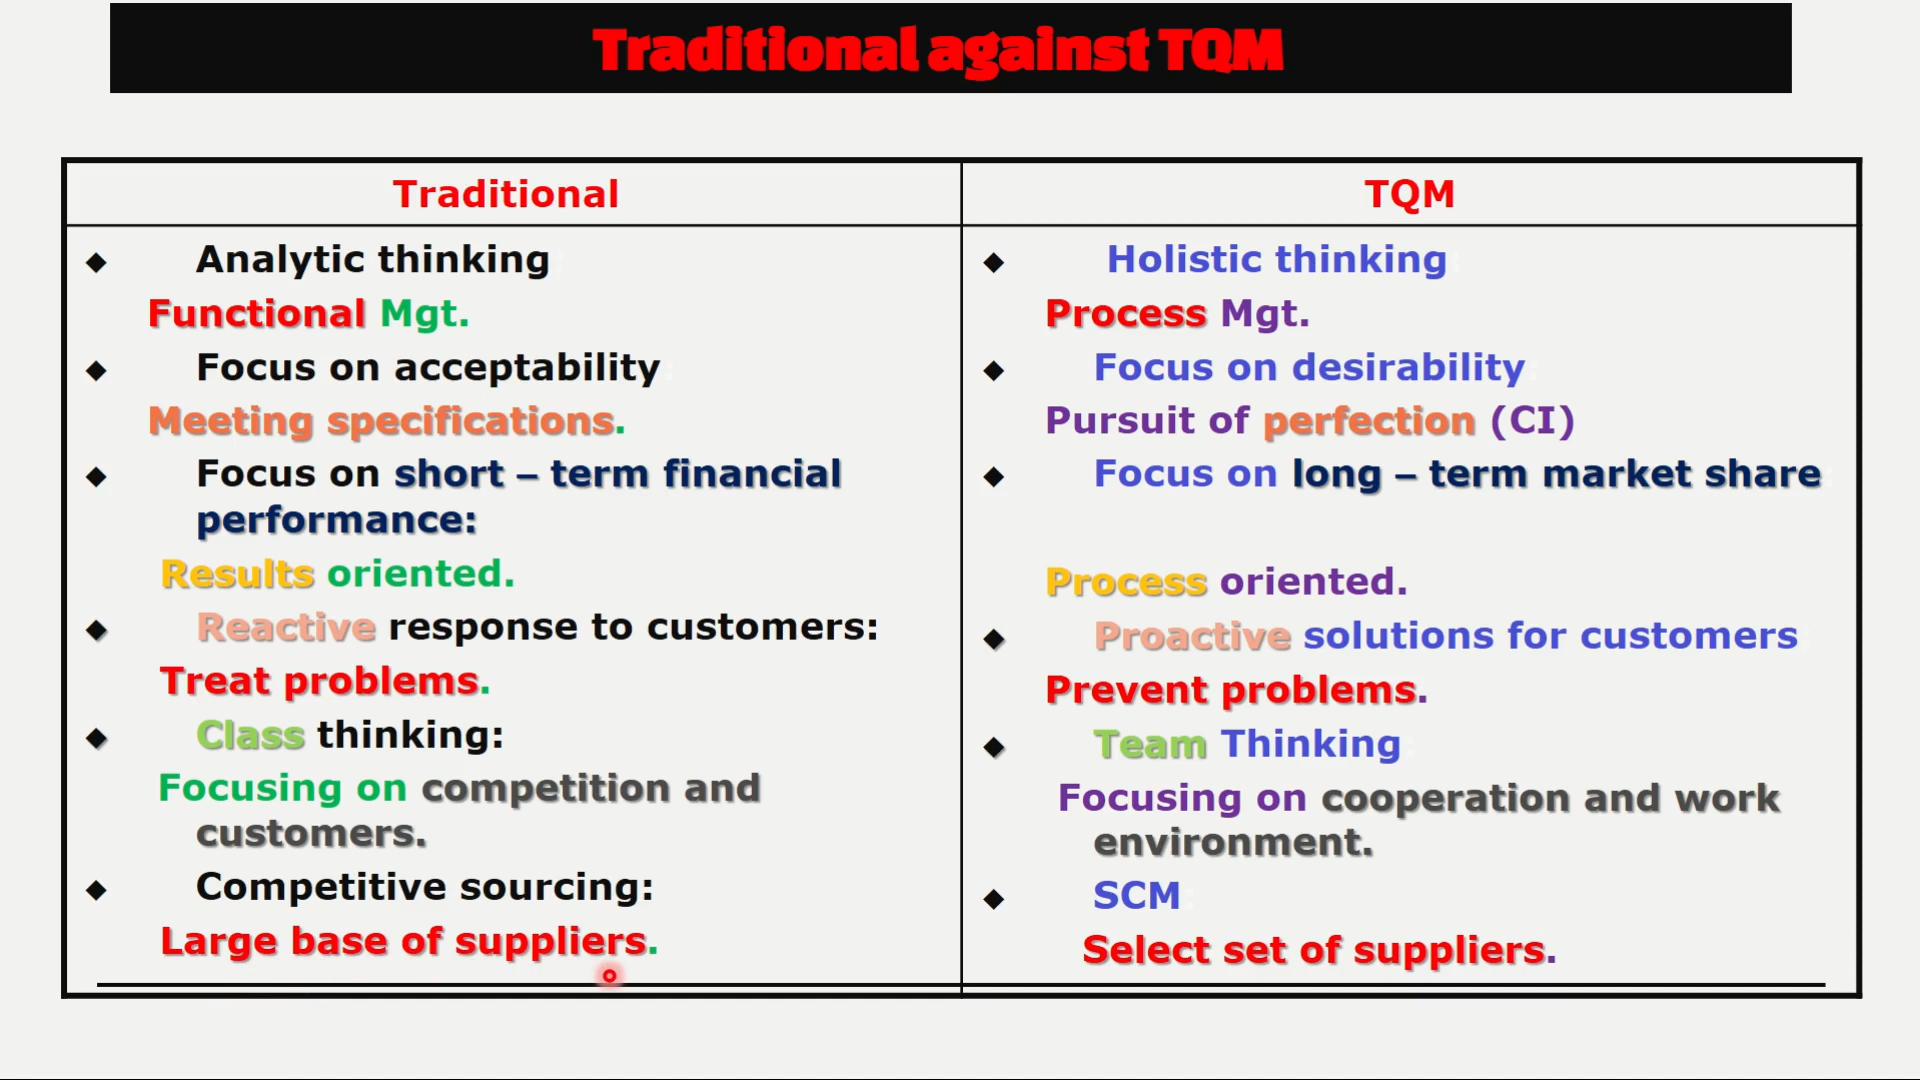 Traditional against TQM
Traditional
◆ Analytic thinking:
Functional Mgt.
◆ Focus on acceptability:
Meeting specifications.
◆ Focus on short – term financial
performance:
Results oriented.
◆ Reactive response to customers:
Treat problems.
◆ Class thinking:
Focusing on competition and
customers.
◆ Competitive sourcing:
Large base of suppliers.
TQM
◆ Holistic thinking:
Process Mgt.
◆ Focus on desirability:
Pursuit of perfection (CI)
◆ Focus on long – term market share:
Process oriented.
◆ Proactive solutions for customers:
Prevent problems.
◆ Team Thinking:
Focusing on cooperation and work
environment.
◆ SCM:
Select set of suppliers.